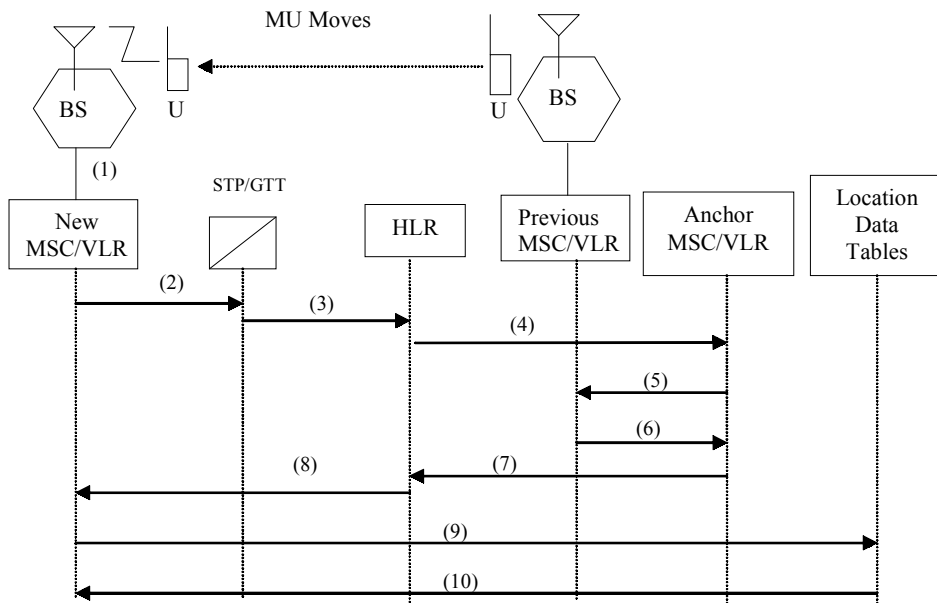 MU Moves
BS
U
U
BS
(1)
STP/GTT
New
MSC/VLR
HLR
Previous
MSC/VLR
Anchor
MSC/VLR
Location
Data
Tables
(2)
(3)
(4)
(5)
(6)
(7)
(8)
(9)
(10)